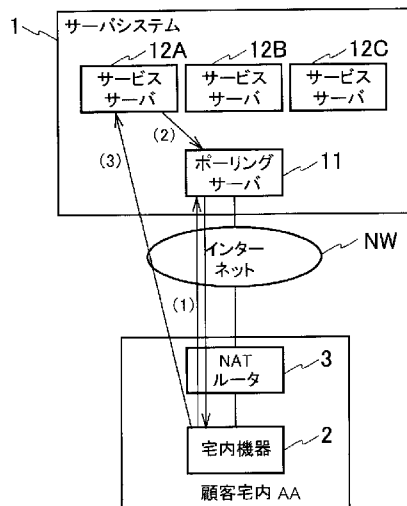 1
サーバシステム
12A
12B
12C
サービス
サーバ
サービス
サーバ
サービス
サーバ
(2)
(3)
ポーリング
サーバ
11
インター
ネット
NW
(1)
NAT
ルータ
3
宅内機器
2
顧客宅内 AA